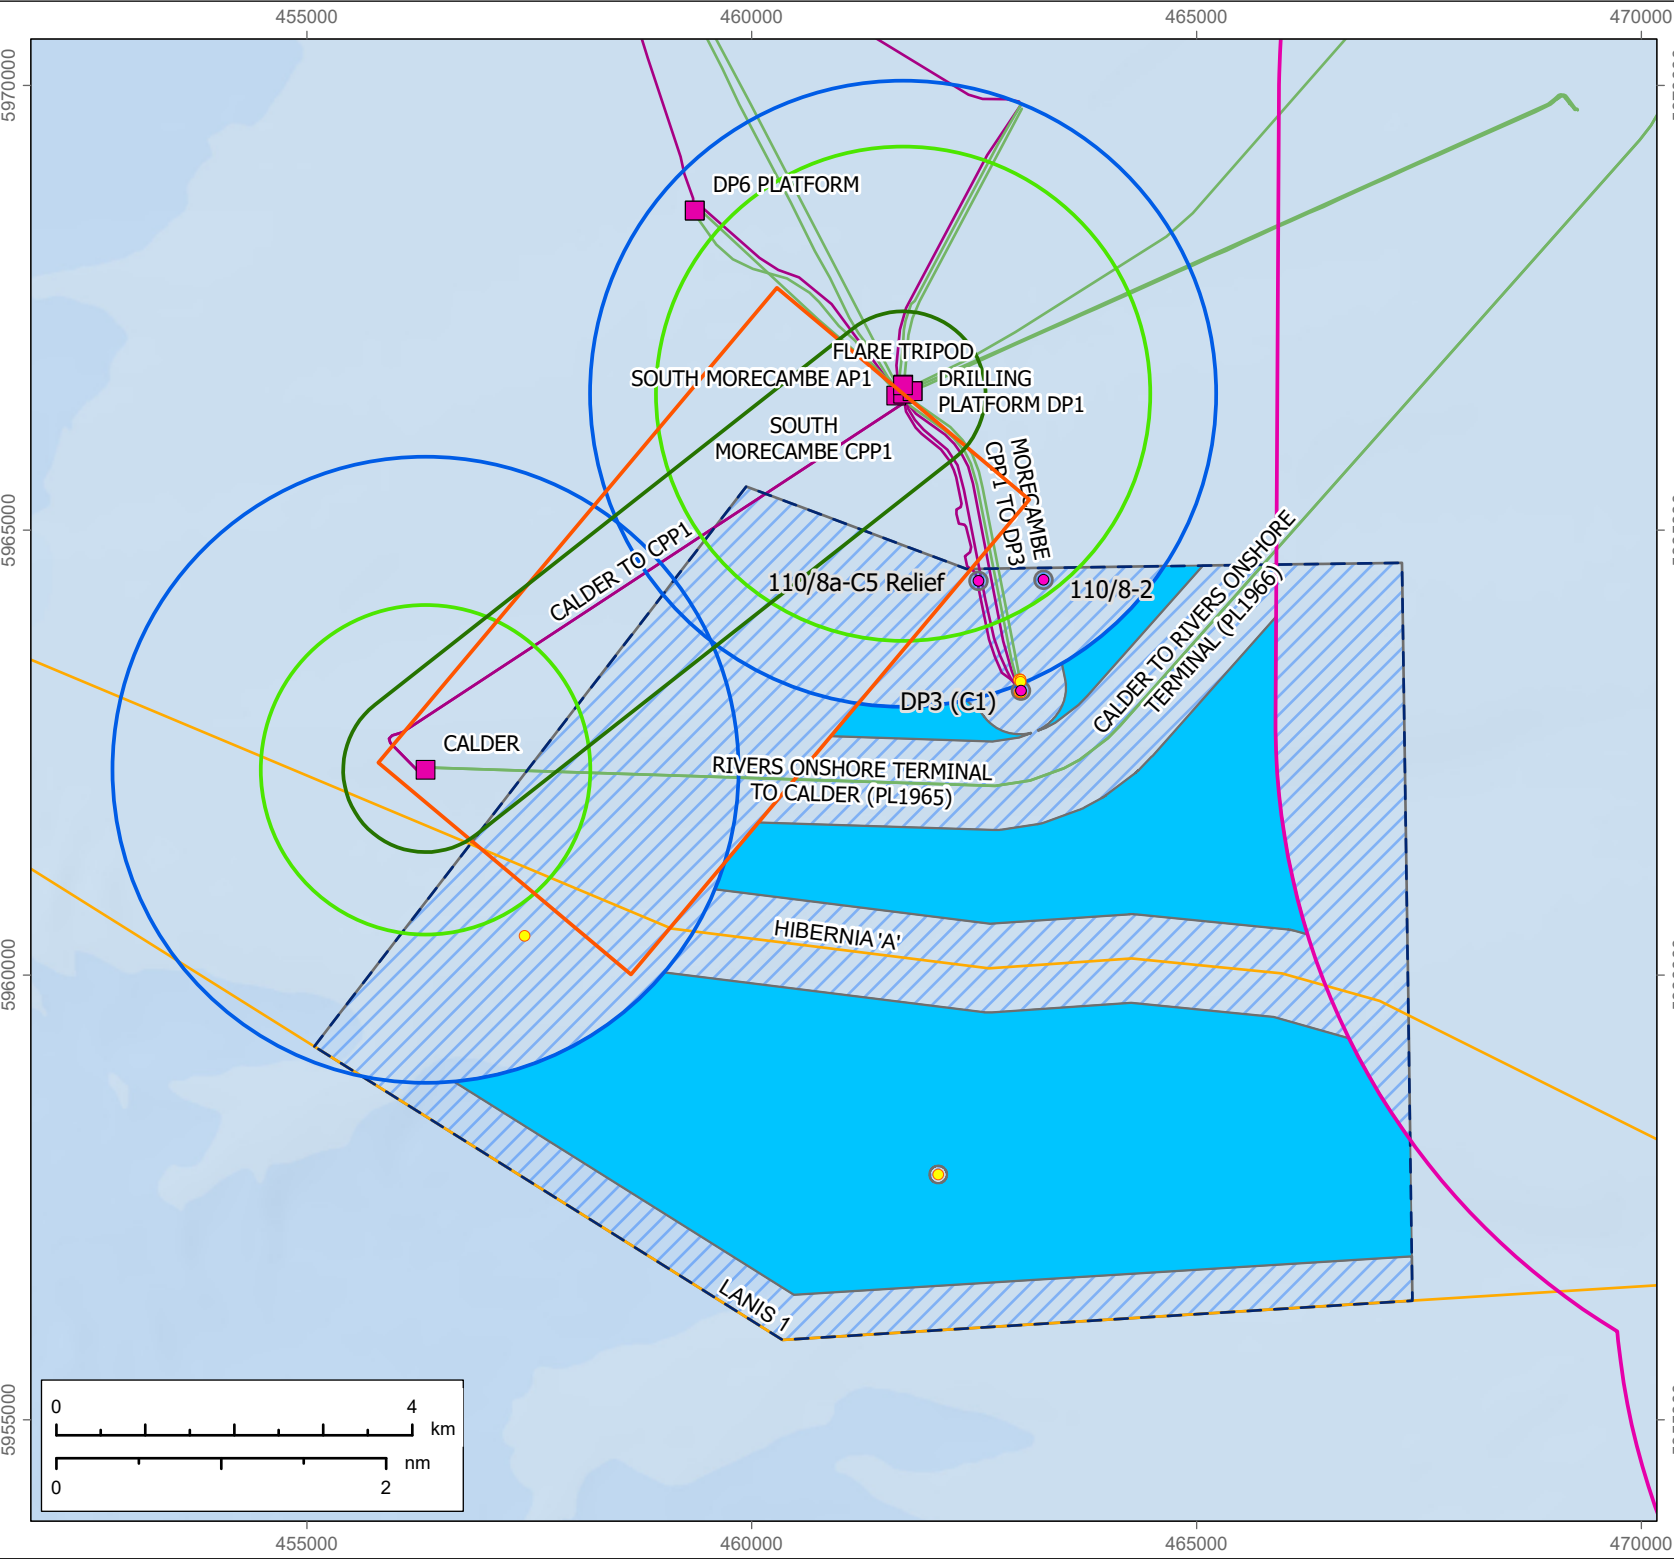 455000
460000
465000
470000
5970000
5965000
5960000
5955000
DP6 PLATFORM
FLARE TRIPOD
SOUTH MORECAMBE AP1
DRILLING
PLATFORM DP1
SOUTH
MORECAMBE CPP1
MORECAMBE
CPP1 TO DP3
CALDER TO CPP1
110/8a-C5 Relief
110/8-2
DP3 (C1)
CALDER TO RIVERS ONSHORE
TERMINAL (PL1966)
CALDER
RIVERS ONSHORE TERMINAL
TO CALDER (PL1965)
HIBERNIA 'A'
LANIS 1
0
4
km
nm
0
2
455000
460000
465000
470000